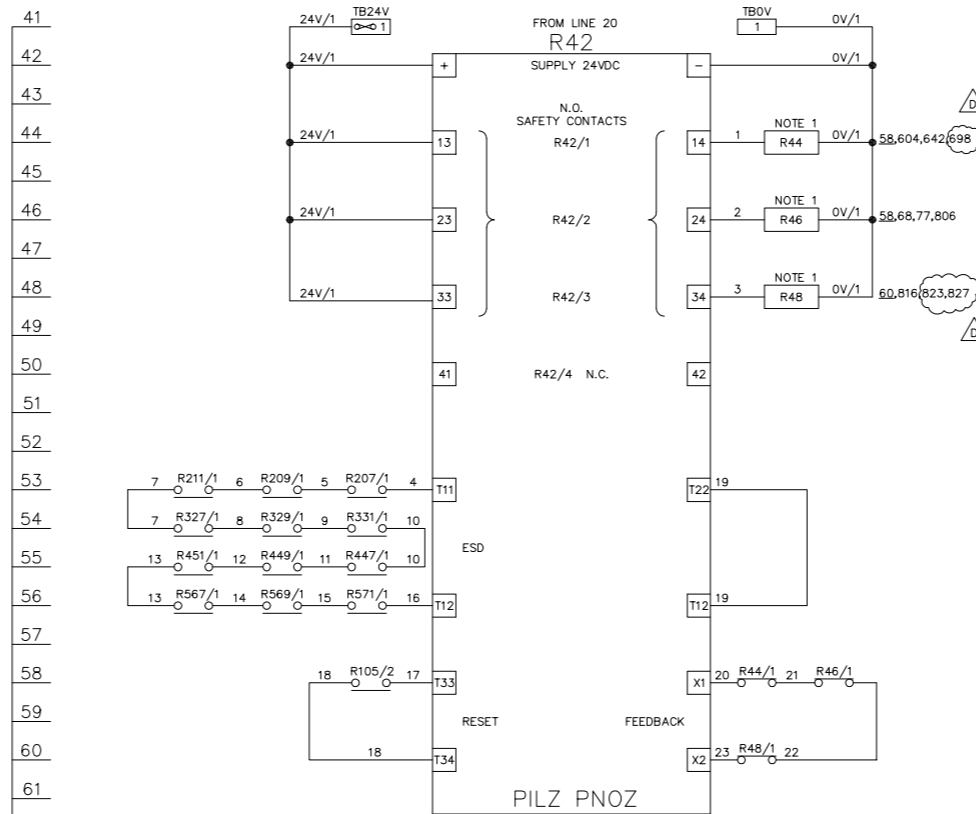 41 24V/1 TB24V 1 FROM LINE 20 TB0V 1 0V/1
R42
42 24V/1 + SUPPLY 24VDC − 0V/1
43 N.O. D
SAFETY CONTACTS
44 24V/1 13 R42/1 14 1 NOTE 1 R44 0V/1 58,604,642,698
45
46 24V/1 23 R42/2 24 2 NOTE 1 R46 0V/1 58,68,77,806
47
48 24V/1 33 R42/3 34 3 NOTE 1 R48 0V/1 60,816,823,827
49 D
50 41 R42/4 N.C. 42
51
52
53 7 R211/1 6 R209/1 5 R207/1 4 T11 T22 19
54 7 R327/1 8 R329/1 9 R331/1 10
ESD
55 13 R451/1 12 R449/1 11 R447/1 10
56 13 R567/1 14 R569/1 15 R571/1 16 T12 T12 19
57
58 18 R105/2 17 T33 X1 20 R44/1 21 R46/1
59 RESET FEEDBACK
60 18 T34 X2 23 R48/1 22
61 PILZ PNOZ